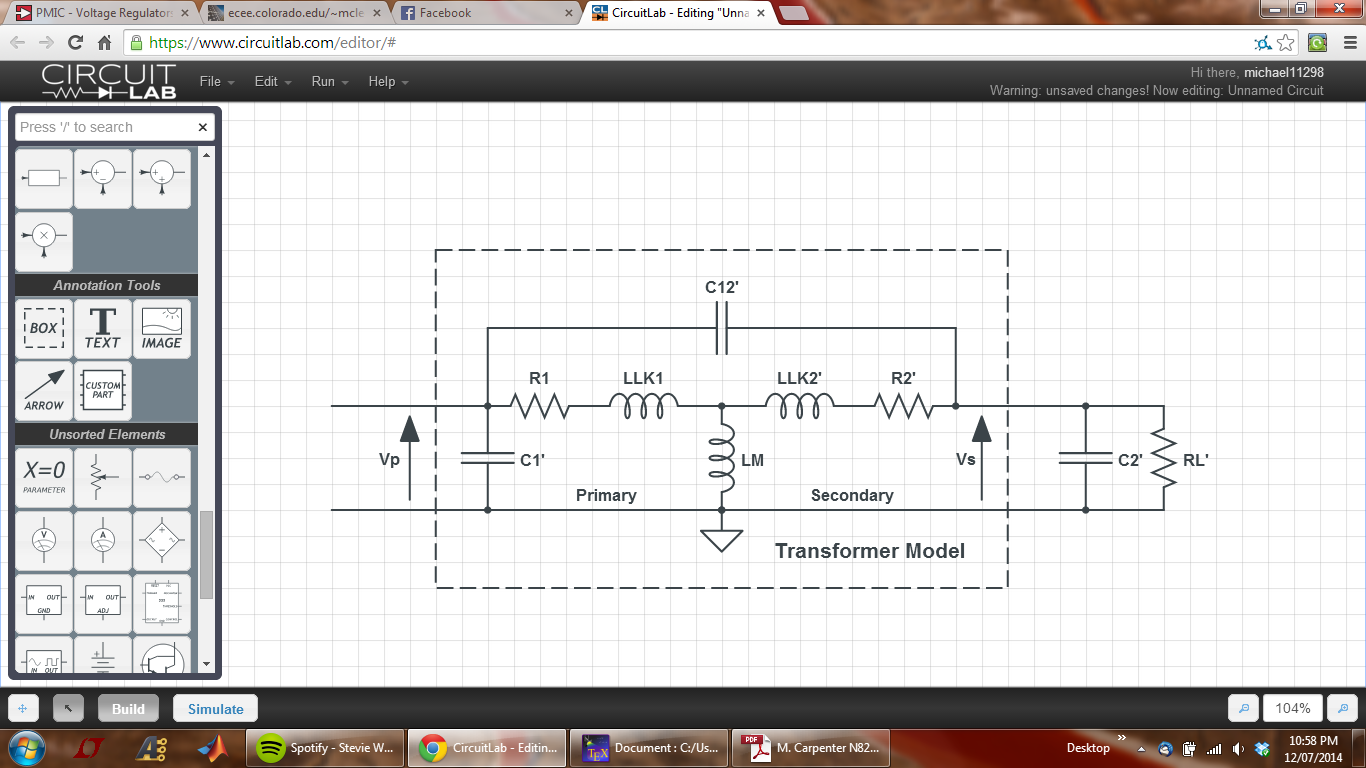 PMIC - Voltage Regulators
ecee.colorado.edu/~mcle
Facebook
CircuitLab - Editing "Unna
https://www.circuitlab.com/editor/#
CIRCUIT
LAB
File
Edit
Run
Help
Hi there, michael11298
Warning: unsaved changes! Now editing: Unnamed Circuit
Press '/' to search
Annotation Tools
BOX
TEXT
IMAGE
ARROW
CUSTOM
PART
Unsorted Elements
X=0
PARAMETER
V
A
IN OUT
GND
IN OUT
ADJ
IN OUT
C12'
R1
LLK1
LLK2'
R2'
Vp
C1'
LM
Vs
C2'
RL'
Primary
Secondary
Transformer Model
Build
Simulate
104%
Spotify - Stevie W...
CircuitLab - Editin...
Document : C:/Us...
M. Carpenter N82...
Desktop
10:58 PM
12/07/2014